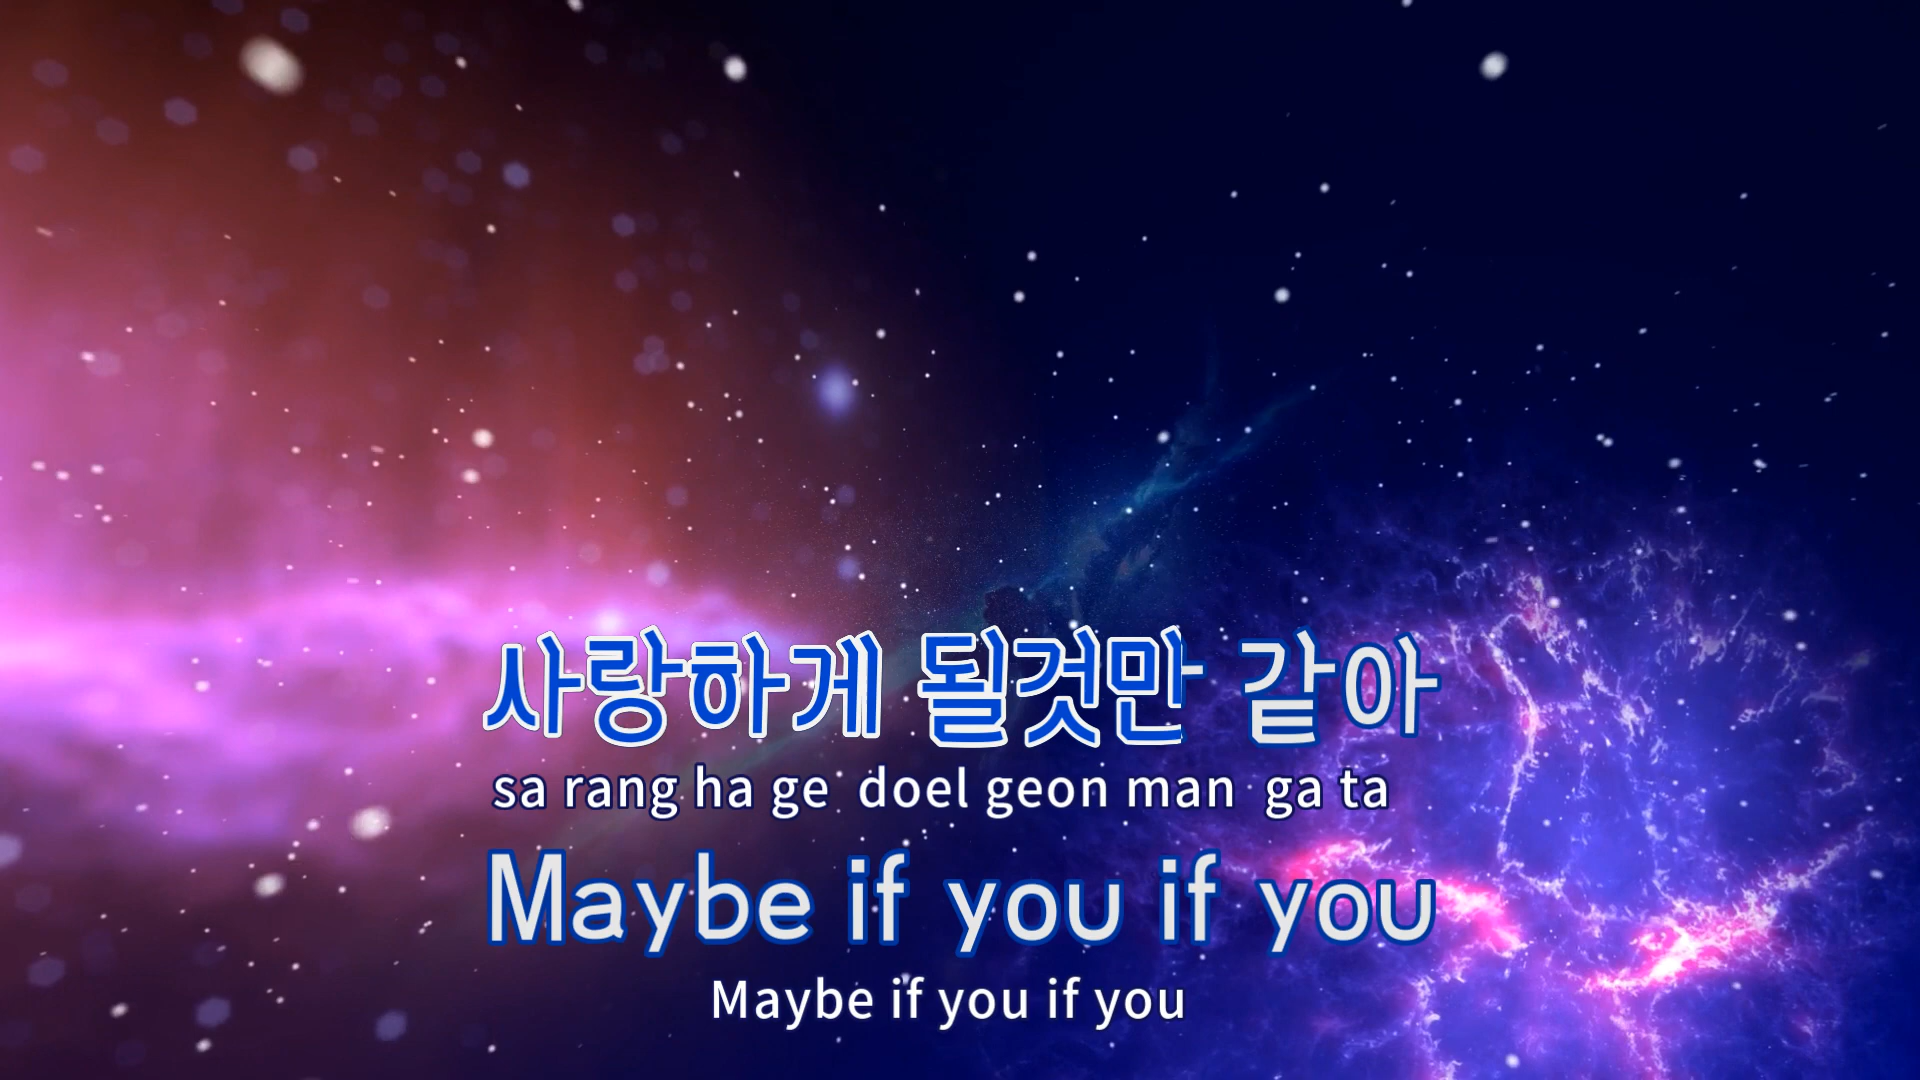 사랑하게 될것만 같아
sa rang ha ge doel geon man ga ta
Maybe if you if you
Maybe if you if you